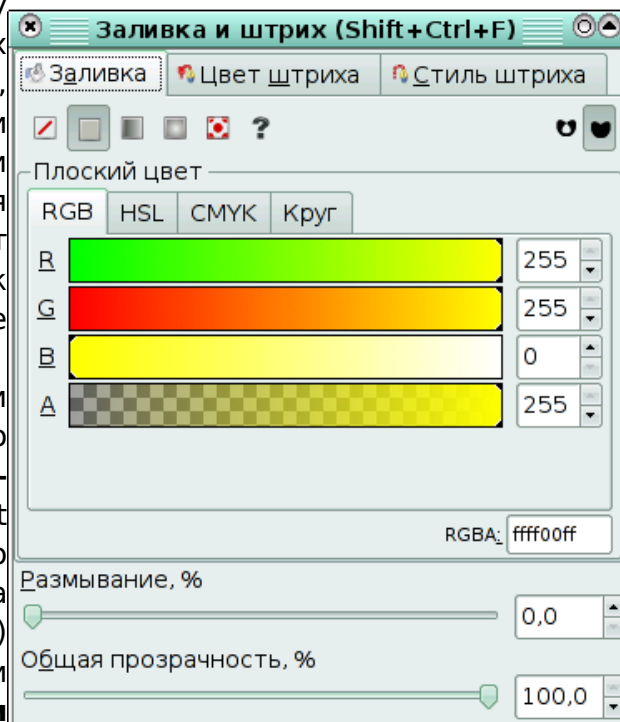 Заливка и штрих (Shift+Ctrl+F)
Заливка Цвет штриха Стиль штриха
?
Плоский цвет
RGB HSL CMYK Круг
R 255
G 255
B 0
A 255
RGBA: ffff00ff
Размывание, %
0,0
Общая прозрачность, %
100,0